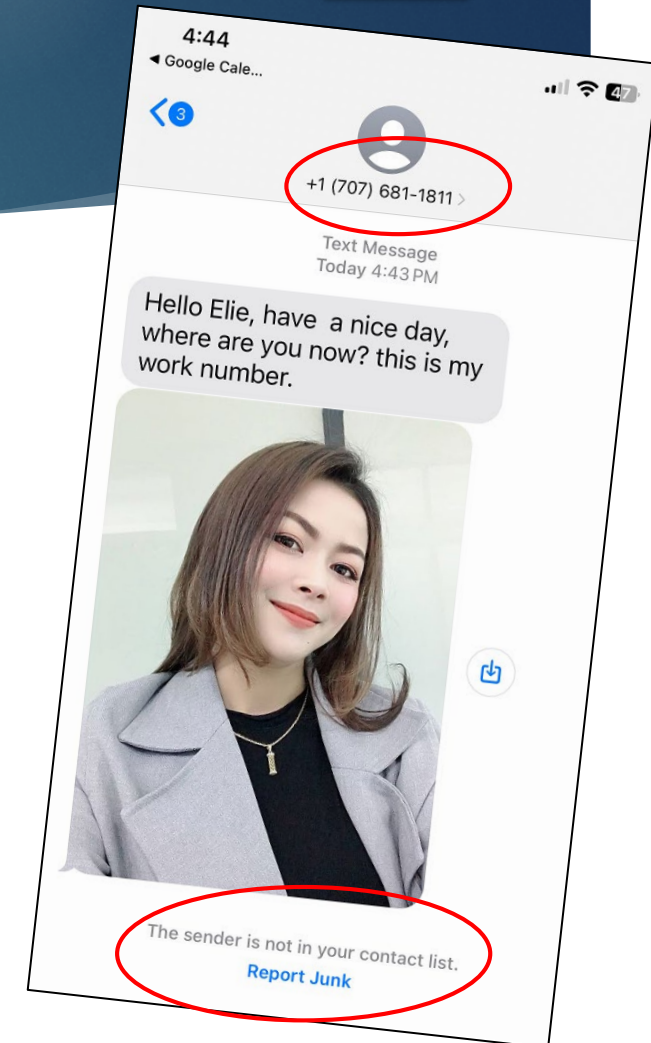 4:44
◀ Google Cale...
47
3
+1 (707) 681-1811 >
Text Message
Today 4:43 PM
Hello Elie, have  a nice day,
where are you now? this is my
work number.
The sender is not in your contact list.
Report Junk